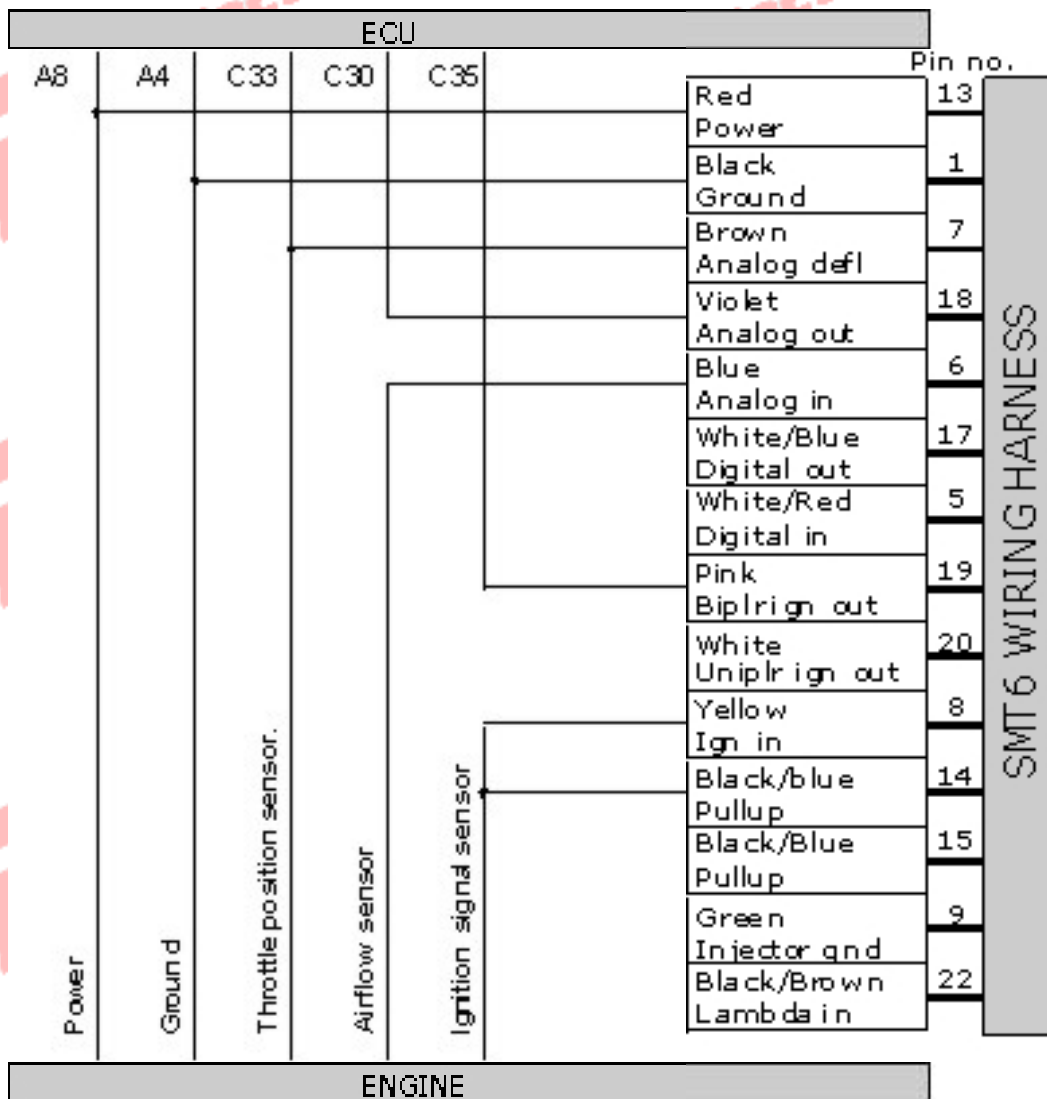 ECU
Pin no.
A8 A4 C33 C30 C35
Red 13
Power
Black 1
Ground
Brown 7
Analog defl
Violet 18
Analog out
Blue 6
Analog in
White/Blue 17
Digital out
White/Red 5
Digital in
Pink 19
Biplrign out
White 20
Uniplr ign out
Yellow 8
Ign in
Black/blue 14
Pullup
Black/Blue 15
Pullup
Green 9
Injector gnd
Black/Brown 22
Lambda in
Power
Ground
Throttle position sensor.
Airflow sensor
Ignition signal sensor
SMT6 WIRING HARNESS
ENGINE